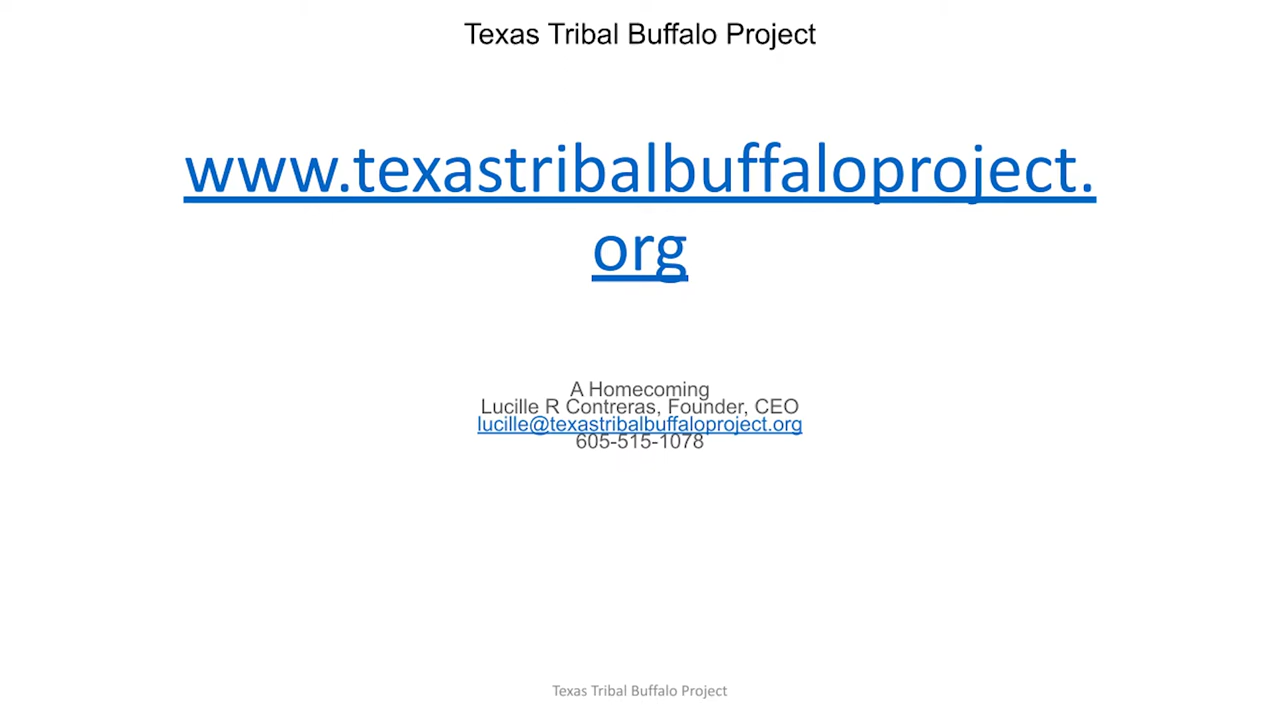 Texas Tribal Buffalo Project
www.texastribalbuffaloproject.
org
A Homecoming
Lucille R Contreras, Founder, CEO
lucille@texastribalbuffaloproject.org
605-515-1078
Texas Tribal Buffalo Project